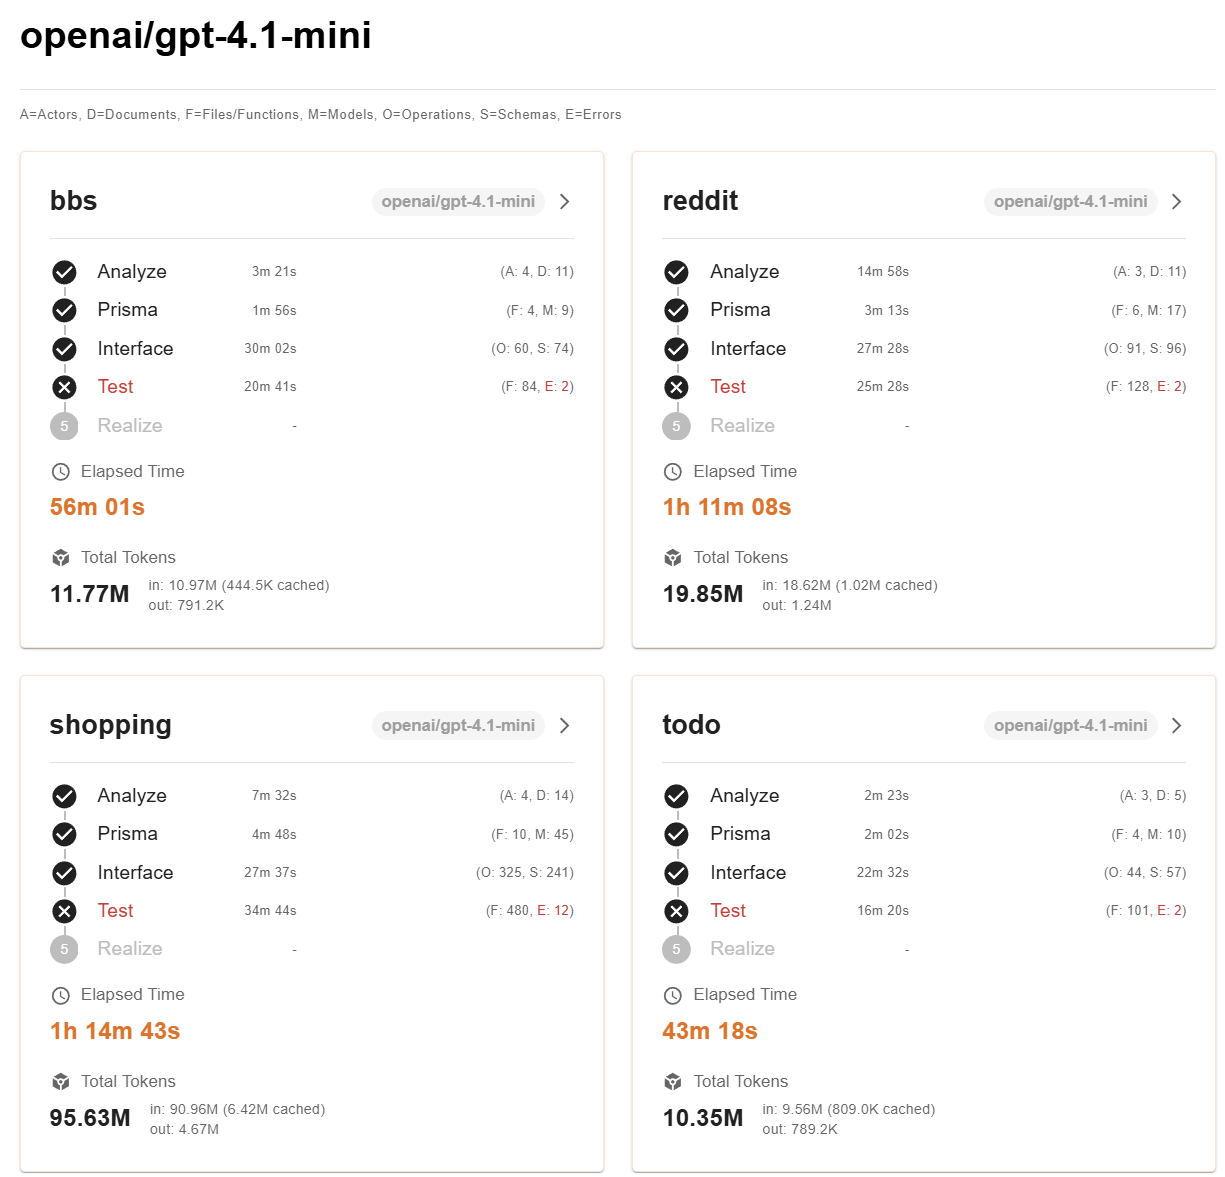 openai/gpt-4.1-mini
A=Actors, D=Documents, F=Files/Functions, M=Models, O=Operations, S=Schemas, E=Errors
bbs openai/gpt-4.1-mini
Analyze 3m 21s (A: 4, D: 11)
Prisma 1m 56s (F: 4, M: 9)
Interface 30m 02s (O: 60, S: 74)
Test 20m 41s (F: 84, E: 2)
5 Realize -
Elapsed Time
56m 01s
Total Tokens
11.77M in: 10.97M (444.5K cached)
out: 791.2K
reddit openai/gpt-4.1-mini
Analyze 14m 58s (A: 3, D: 11)
Prisma 3m 13s (F: 6, M: 17)
Interface 27m 28s (O: 91, S: 96)
Test 25m 28s (F: 128, E: 2)
5 Realize -
Elapsed Time
1h 11m 08s
Total Tokens
19.85M in: 18.62M (1.02M cached)
out: 1.24M
shopping openai/gpt-4.1-mini
Analyze 7m 32s (A: 4, D: 14)
Prisma 4m 48s (F: 10, M: 45)
Interface 27m 37s (O: 325, S: 241)
Test 34m 44s (F: 480, E: 12)
5 Realize -
Elapsed Time
1h 14m 43s
Total Tokens
95.63M in: 90.96M (6.42M cached)
out: 4.67M
todo openai/gpt-4.1-mini
Analyze 2m 23s (A: 3, D: 5)
Prisma 2m 02s (F: 4, M: 10)
Interface 22m 32s (O: 44, S: 57)
Test 16m 20s (F: 101, E: 2)
5 Realize -
Elapsed Time
43m 18s
Total Tokens
10.35M in: 9.56M (809.0K cached)
out: 789.2K